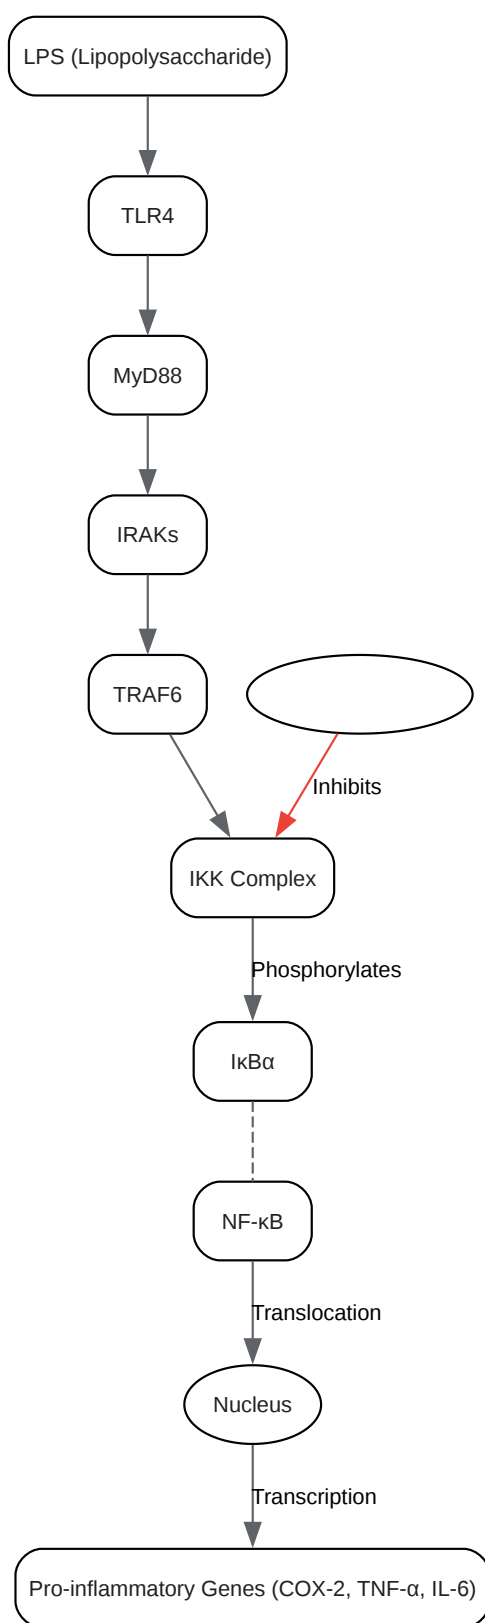 LPS (Lipopolysaccharide)
TLR4
MyD88
IRAKs
TRAF6
Inhibits
IKK Complex
Phosphorylates
IκBα
NF-κB
Translocation
Nucleus
Transcription
Pro-inflammatory Genes (COX-2, TNF-α, IL-6)